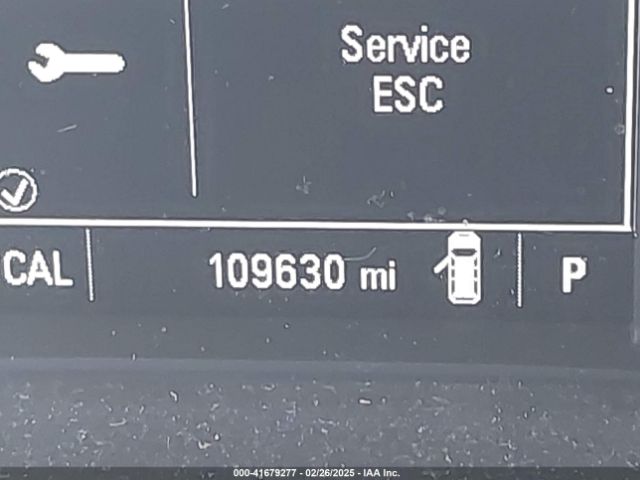 Service
ESC
CAL 109630 mi P
000-41679277 - 02/26/2025 - IAA Inc.